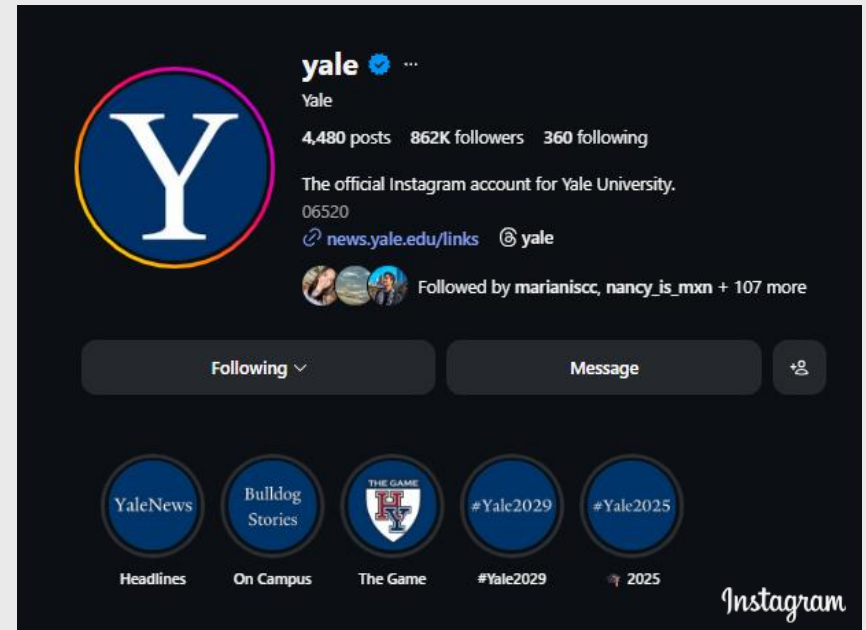 Y
yale ...
Yale
4,480 posts 862K followers 360 following
The official Instagram account for Yale University.
06520
news.yale.edu/links yale
Followed by marianiscc, nancy_is_mxn + 107 more
Following Message
YaleNews
Bulldog
Stories
THE GAME
HY
#Yale2029
#Yale2025
Headlines On Campus The Game #Yale2029 🎓 2025
Instagram